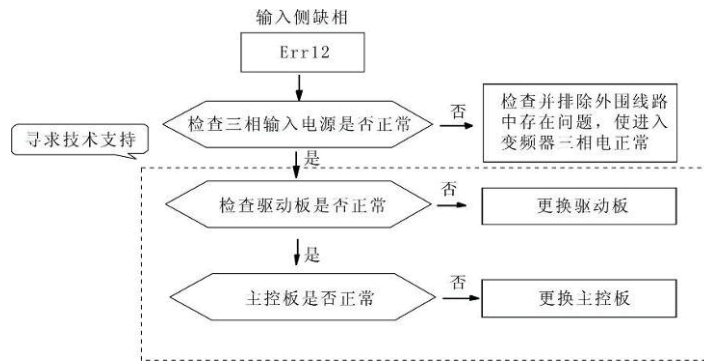 输入侧缺相
Err12
检查三相输入电源是否正常
否
检查并排除外围线路
中存在问题，使进入
变频器三相电正常
寻求技术支持
是
检查驱动板是否正常
否
更换驱动板
是
主控板是否正常
否
更换主控板